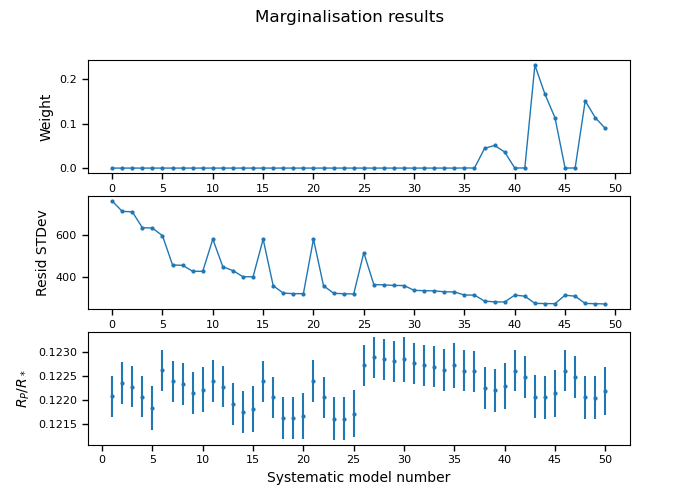 Marginalisation results
Weight
0.2
0.1
0.0
0 5 10 15 20 25 30 35 40 45 50
Resid STDev
600
400
0 5 10 15 20 25 30 35 40 45 50
R_P/R_*
0.1230
0.1225
0.1220
0.1215
0 5 10 15 20 25 30 35 40 45 50
Systematic model number